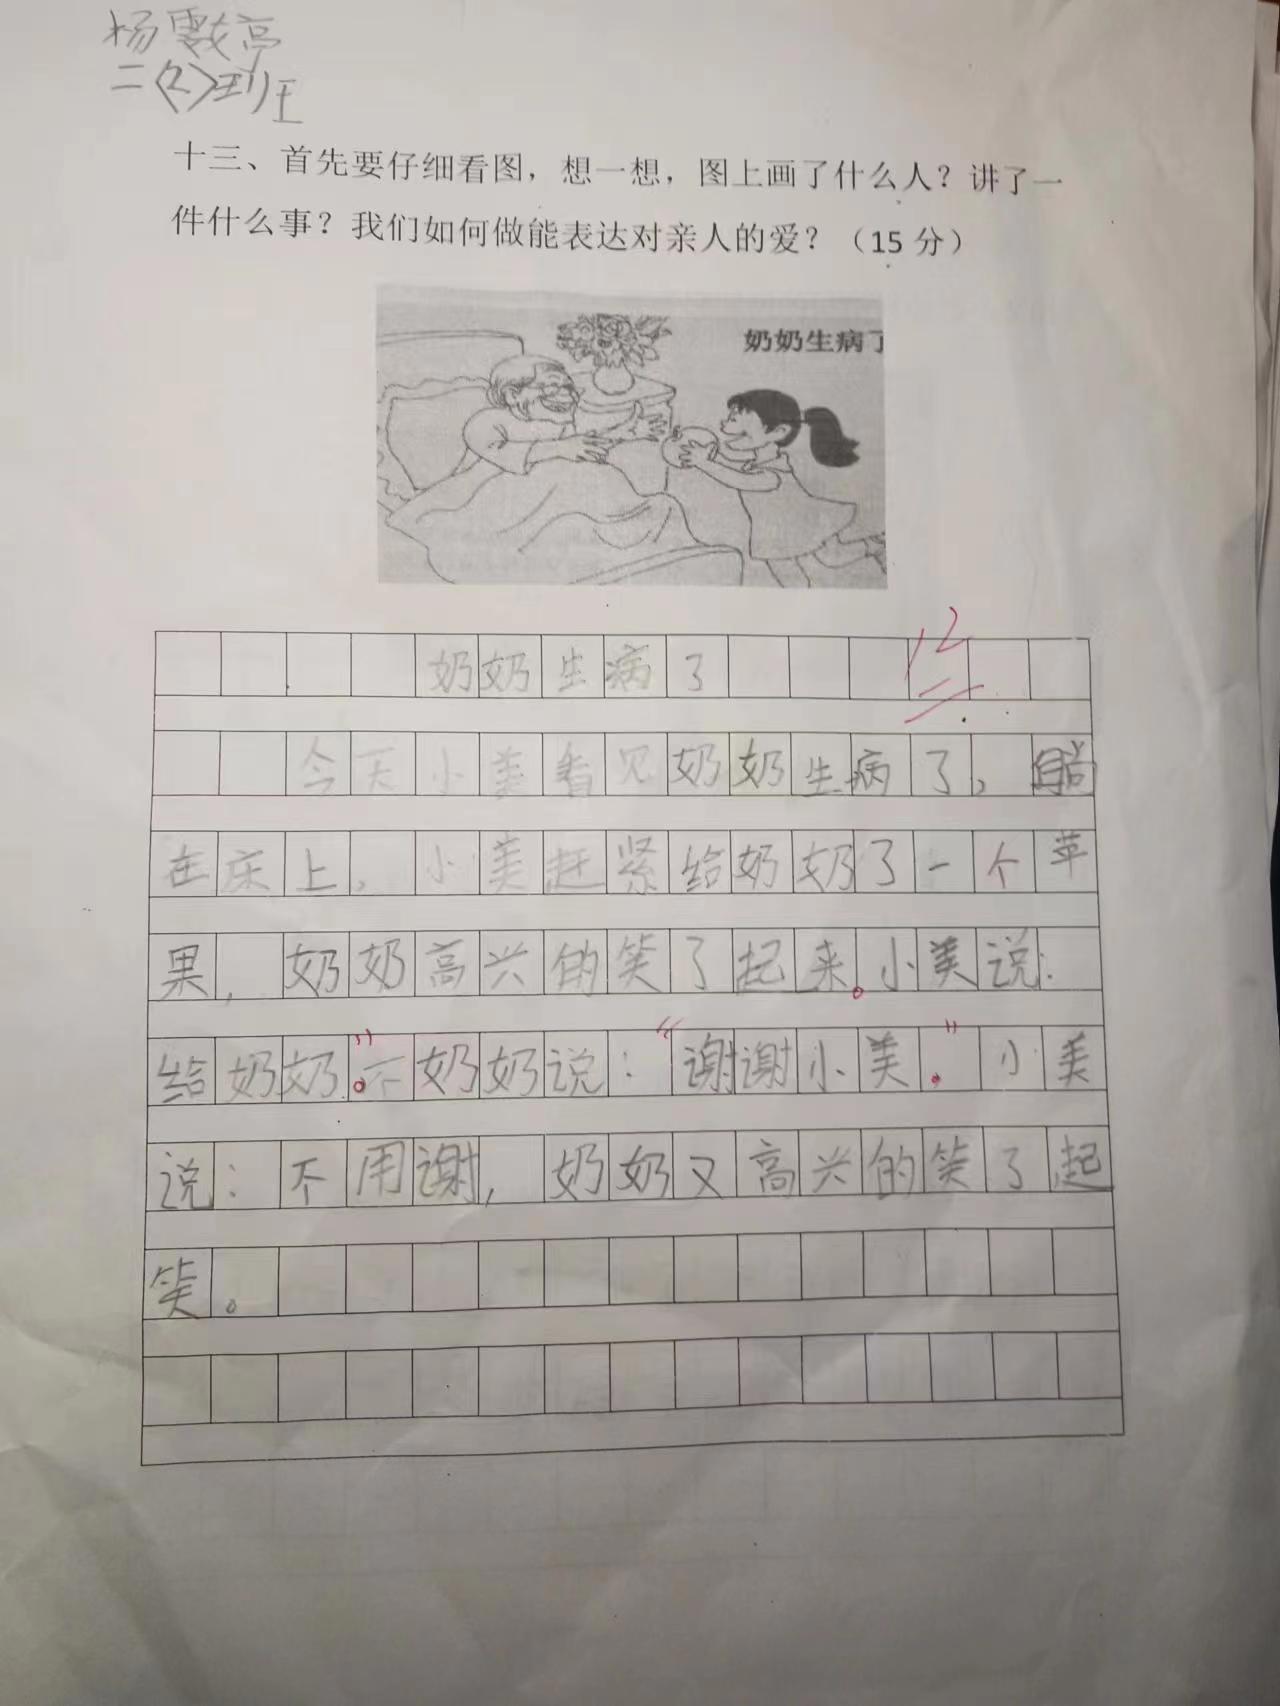 杨
二(2)班
十三、首先要仔细看图，想一想，图上画了什么人？讲了一
件什么事？我们如何做能表达对亲人的爱？（15 分）
奶奶生病了
奶奶生病了
12
今天小美看见奶奶生病了，躺
在床上，小美赶紧给奶奶了一个苹
果，奶奶高兴的笑了起来。小美说：
给奶奶。”不奶奶说：“谢谢小美。”小美
说：不用谢，奶奶又高兴的笑了起
笑。